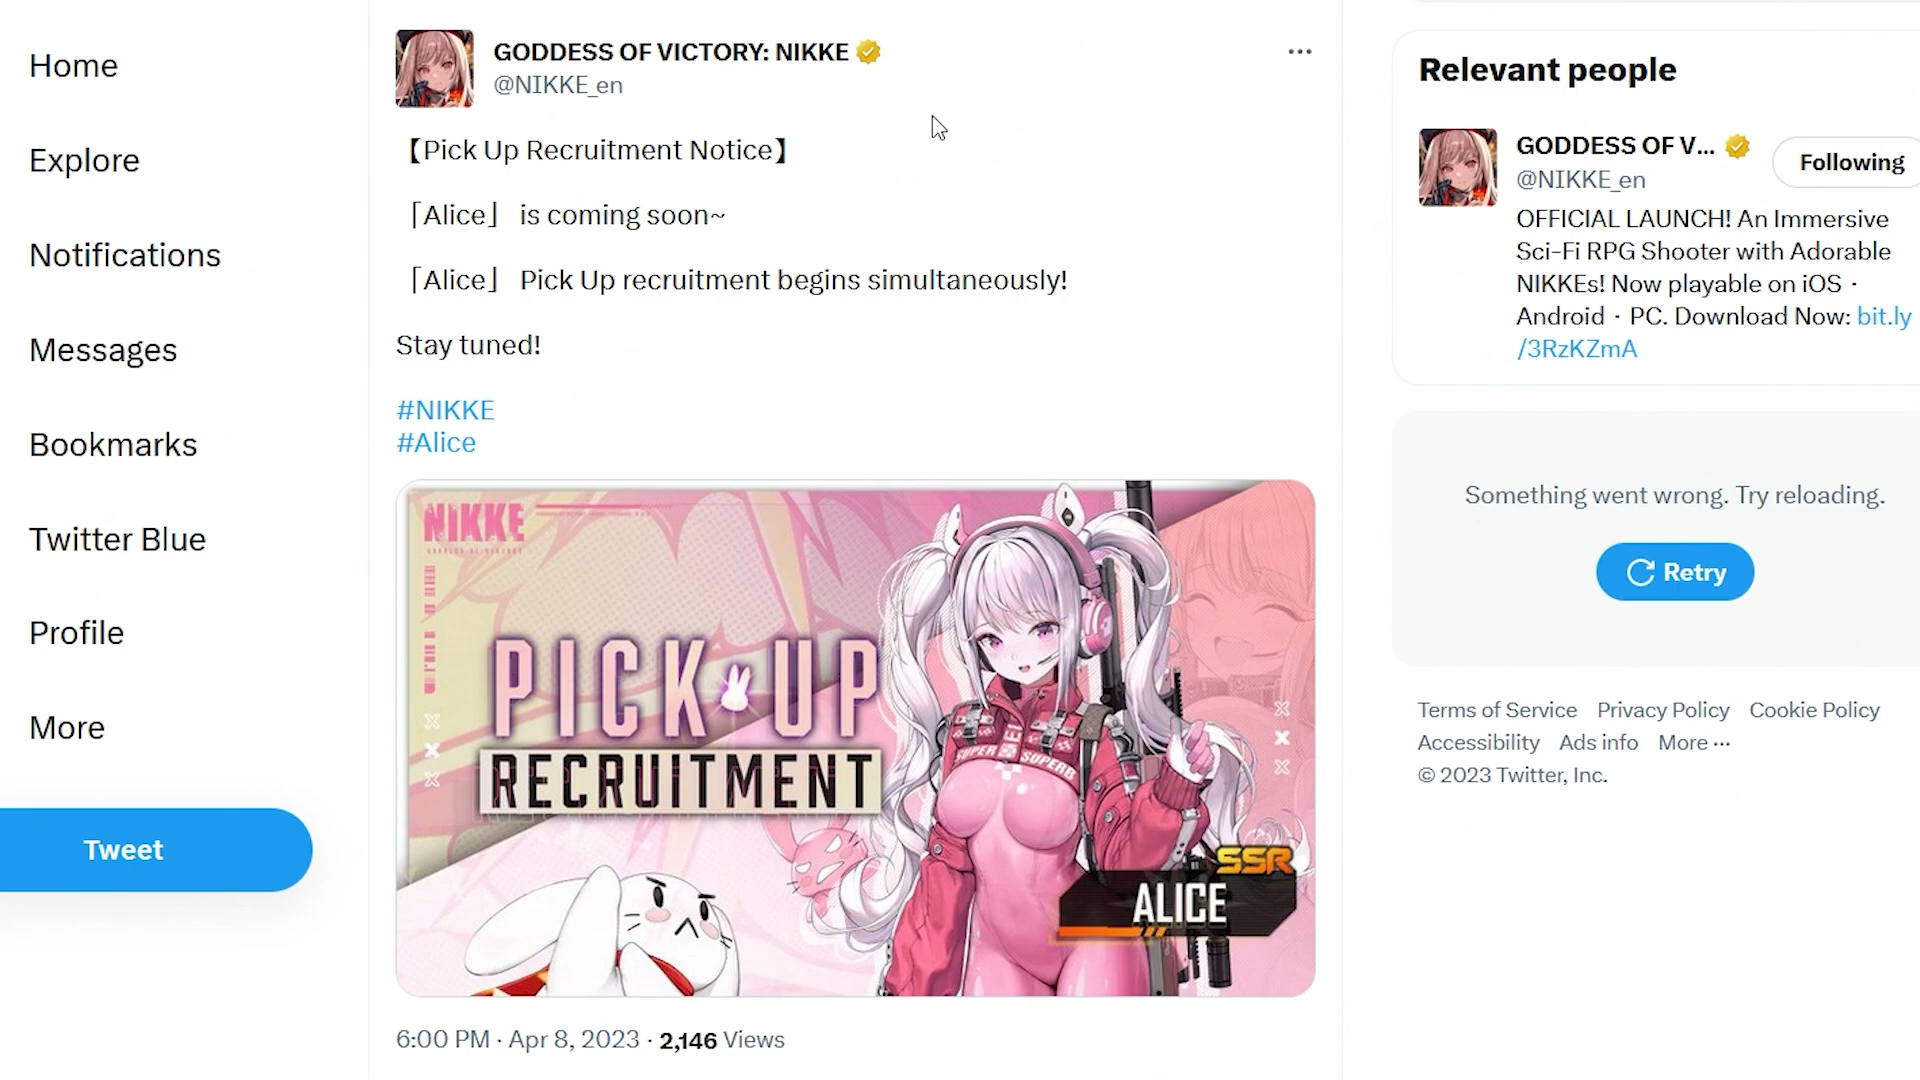 Home
Explore
Notifications
Messages
Bookmarks
Twitter Blue
Profile
More
Tweet
GODDESS OF VICTORY: NIKKE
@NIKKE_en
【Pick Up Recruitment Notice】
「Alice」 is coming soon~
「Alice」 Pick Up recruitment begins simultaneously!
Stay tuned!
#NIKKE
#Alice
NIKKE
GODDESS OF VICTORY
PICK UP
RECRUITMENT
SUPER SUPERB
SSR
ALICE
6:00 PM · Apr 8, 2023 · 2,146 Views
Relevant people
GODDESS OF V...
@NIKKE_en
Following
OFFICIAL LAUNCH! An Immersive
Sci-Fi RPG Shooter with Adorable
NIKKEs! Now playable on iOS ·
Android · PC. Download Now: bit.ly
/3RzKZmA
Something went wrong. Try reloading.
Retry
Terms of Service Privacy Policy Cookie Policy
Accessibility Ads info More ···
© 2023 Twitter, Inc.